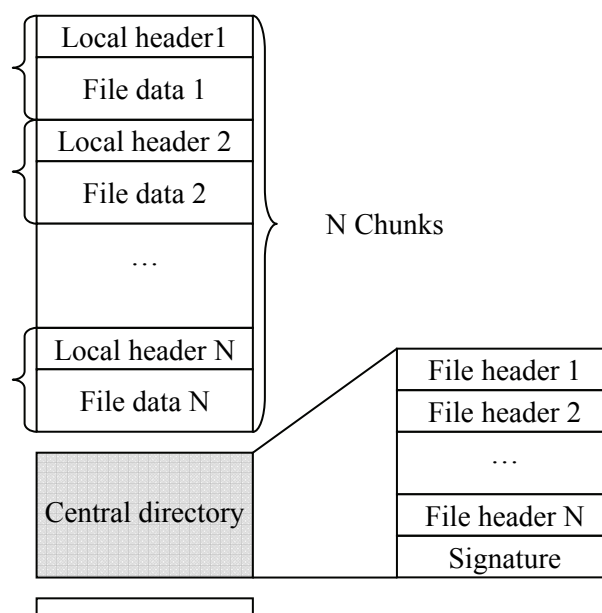 Local header1
File data 1
Local header 2
File data 2
…
Local header N
File data N
N Chunks
Central directory
File header 1
File header 2
…
File header N
Signature